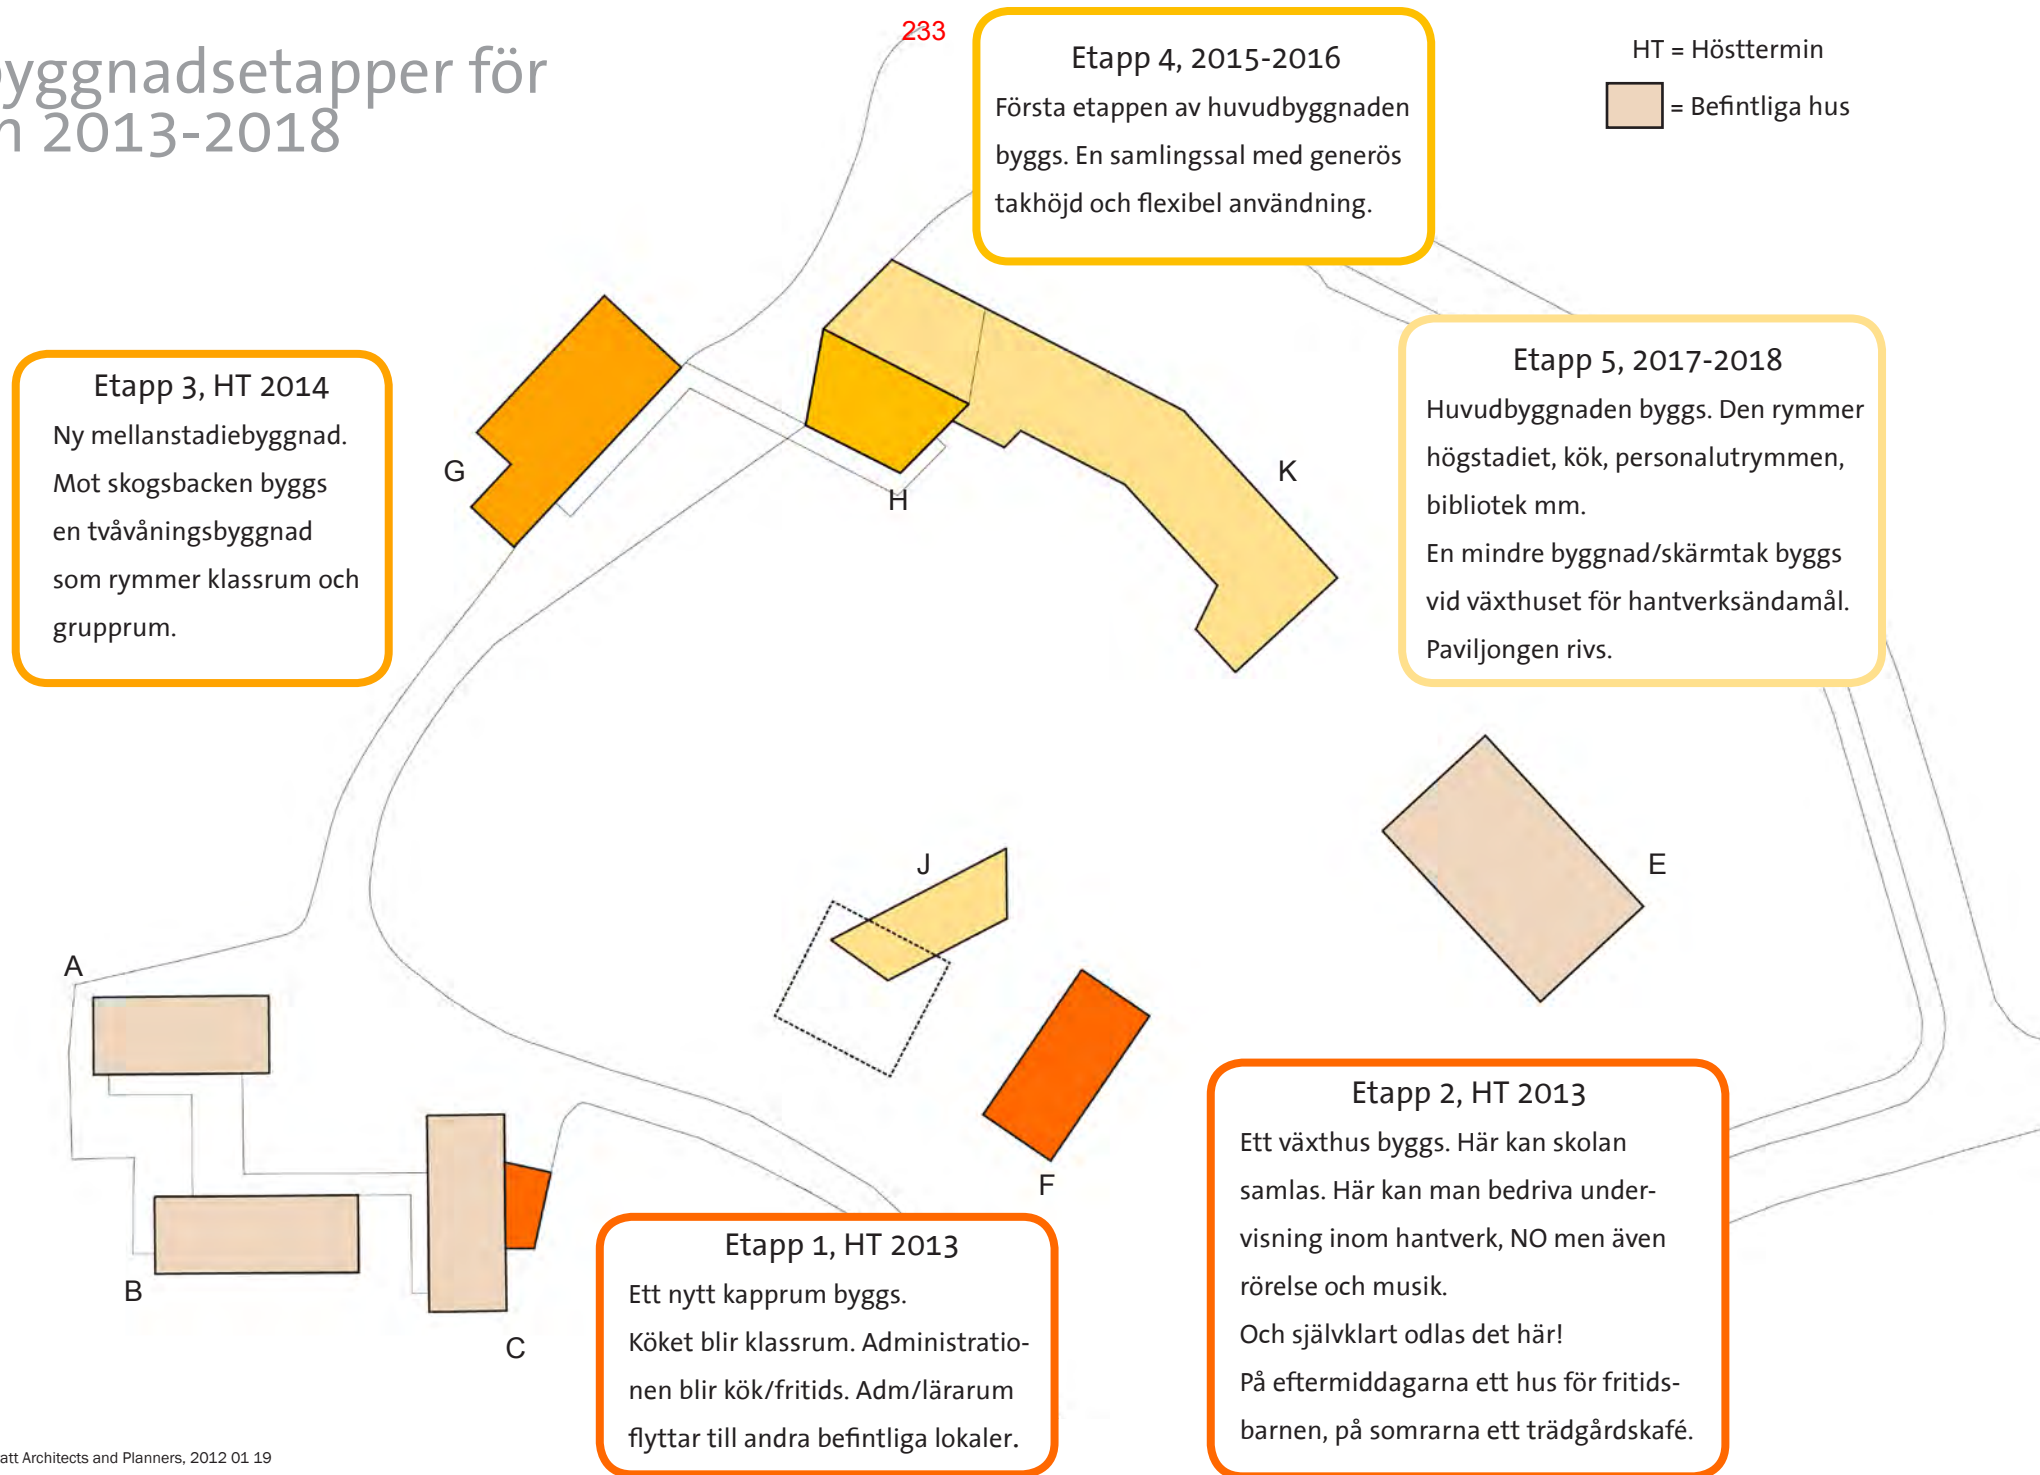 byggnadsetapper för
n 2013-2018
233
Etapp 4, 2015-2016
Första etappen av huvudbyggnaden
byggs. En samlingssal med generös
takhöjd och flexibel användning.
HT = Hösttermin
= Befintliga hus
Etapp 3, HT 2014
Ny mellanstadiebyggnad.
Mot skogsbacken byggs
en tvåvåningsbyggnad
som rymmer klassrum och
grupprum.
G
H
K
Etapp 5, 2017-2018
Huvudbyggnaden byggs. Den rymmer
högstadiet, kök, personalutrymmen,
bibliotek mm.
En mindre byggnad/skärmtak byggs
vid växthuset för hantverksändamål.
Paviljongen rivs.
J
E
A
F
B
C
Etapp 1, HT 2013
Ett nytt kapprum byggs.
Köket blir klassrum. Administratio-
nen blir kök/fritids. Adm/lärarum
flyttar till andra befintliga lokaler.
Etapp 2, HT 2013
Ett växthus byggs. Här kan skolan
samlas. Här kan man bedriva under-
visning inom hantverk, NO men även
rörelse och musik.
Och självklart odlas det här!
På eftermiddagarna ett hus för fritids-
barnen, på somrarna ett trädgårdskafé.
att Architects and Planners, 2012 01 19